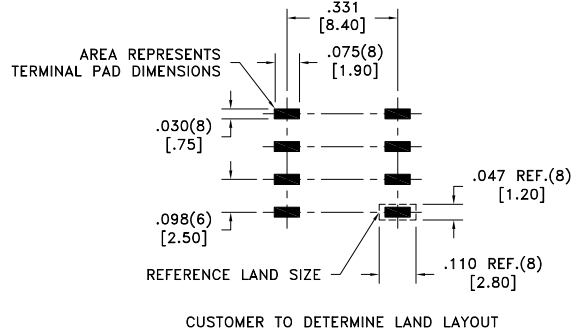 .331
[8.40]
AREA REPRESENTS
TERMINAL PAD DIMENSIONS
.075(8)
[1.90]
.030(8)
[.75]
.047 REF.(8)
[1.20]
.098(6)
[2.50]
REFERENCE LAND SIZE
.110 REF.(8)
[2.80]
CUSTOMER TO DETERMINE LAND LAYOUT